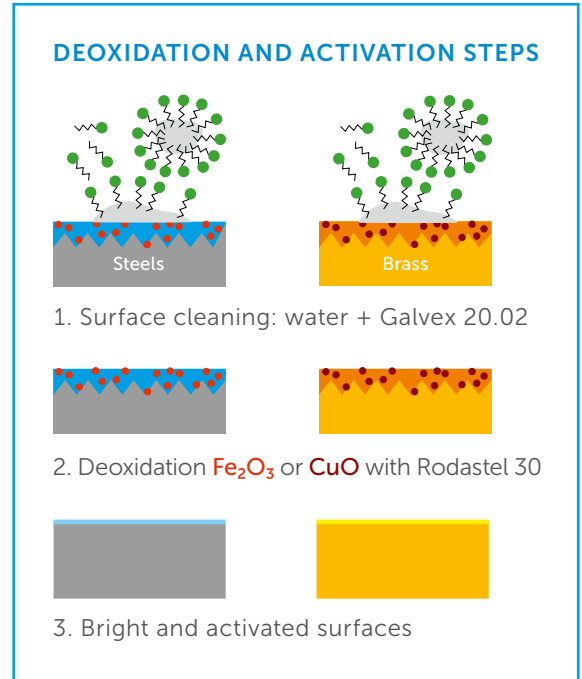 DEOXIDATION AND ACTIVATION STEPS
Steels
Brass
1. Surface cleaning: water + Galvex 20.02
2. Deoxidation Fe₂O₃ or CuO with Rodastel 30
3. Bright and activated surfaces